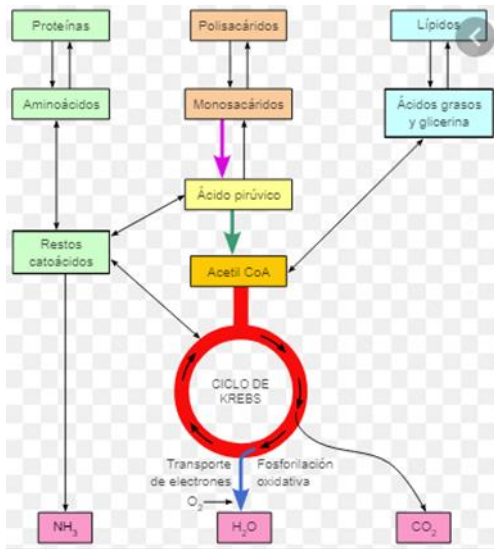 Proteínas
Polisacáridos
Lípidos
Aminoácidos
Monosacáridos
Ácidos grasos
y glicerina
Ácido pirúvico
Restos
catoácidos
Acetil CoA
CICLO DE
KREBS
Transporte
de electrones
Fosforilación
oxidativa
O₂
NH₃
H₂O
CO₂